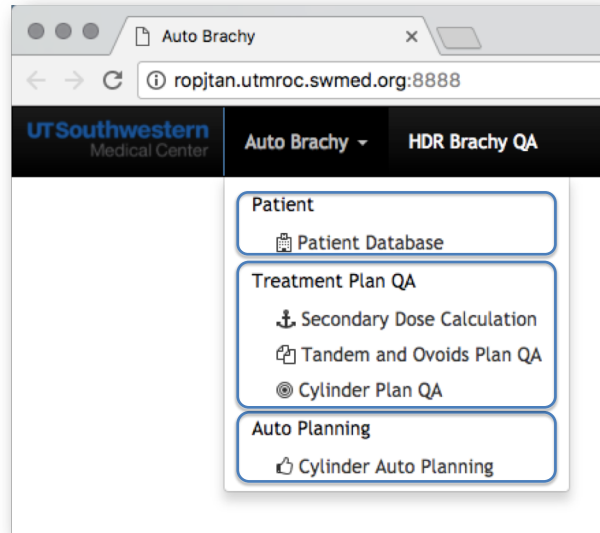 Auto Brachy
ropjtan.utmroc.swmed.org:8888
UTSouthwestern
Medical Center
Auto Brachy
HDR Brachy QA
Patient
Patient Database
Treatment Plan QA
Secondary Dose Calculation
Tandem and Ovoids Plan QA
Cylinder Plan QA
Auto Planning
Cylinder Auto Planning